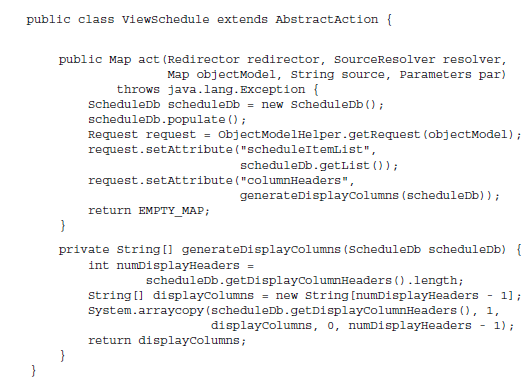 public class ViewSchedule extends AbstractAction {
public Map act(Redirector redirector, SourceResolver resolver,
Map objectModel, String source, Parameters par)
throws java.lang.Exception {
ScheduleDb scheduleDb = new ScheduleDb();
scheduleDb.populate();
Request request = ObjectModelHelper.getRequest(objectModel);
request.setAttribute("scheduleItemList",
scheduleDb.getList());
request.setAttribute("columnHeaders",
generateDisplayColumns(scheduleDb));
return EMPTY_MAP;
}
private String[] generateDisplayColumns(ScheduleDb scheduleDb) {
int numDisplayHeaders =
scheduleDb.getDisplayColumnHeaders().length;
String[] displayColumns = new String[numDisplayHeaders - 1];
System.arraycopy(scheduleDb.getDisplayColumnHeaders(), 1,
displayColumns, 0, numDisplayHeaders - 1);
return displayColumns;
}
}